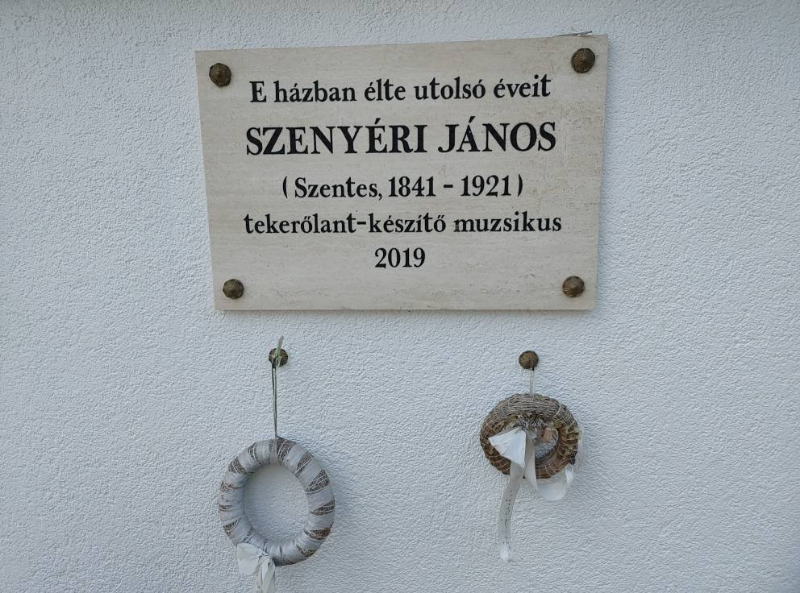 E házban élte utolsó éveit
SZENYÉRI JÁNOS
(Szentes, 1841 - 1921)
tekerőlant-készítő muzsikus
2019